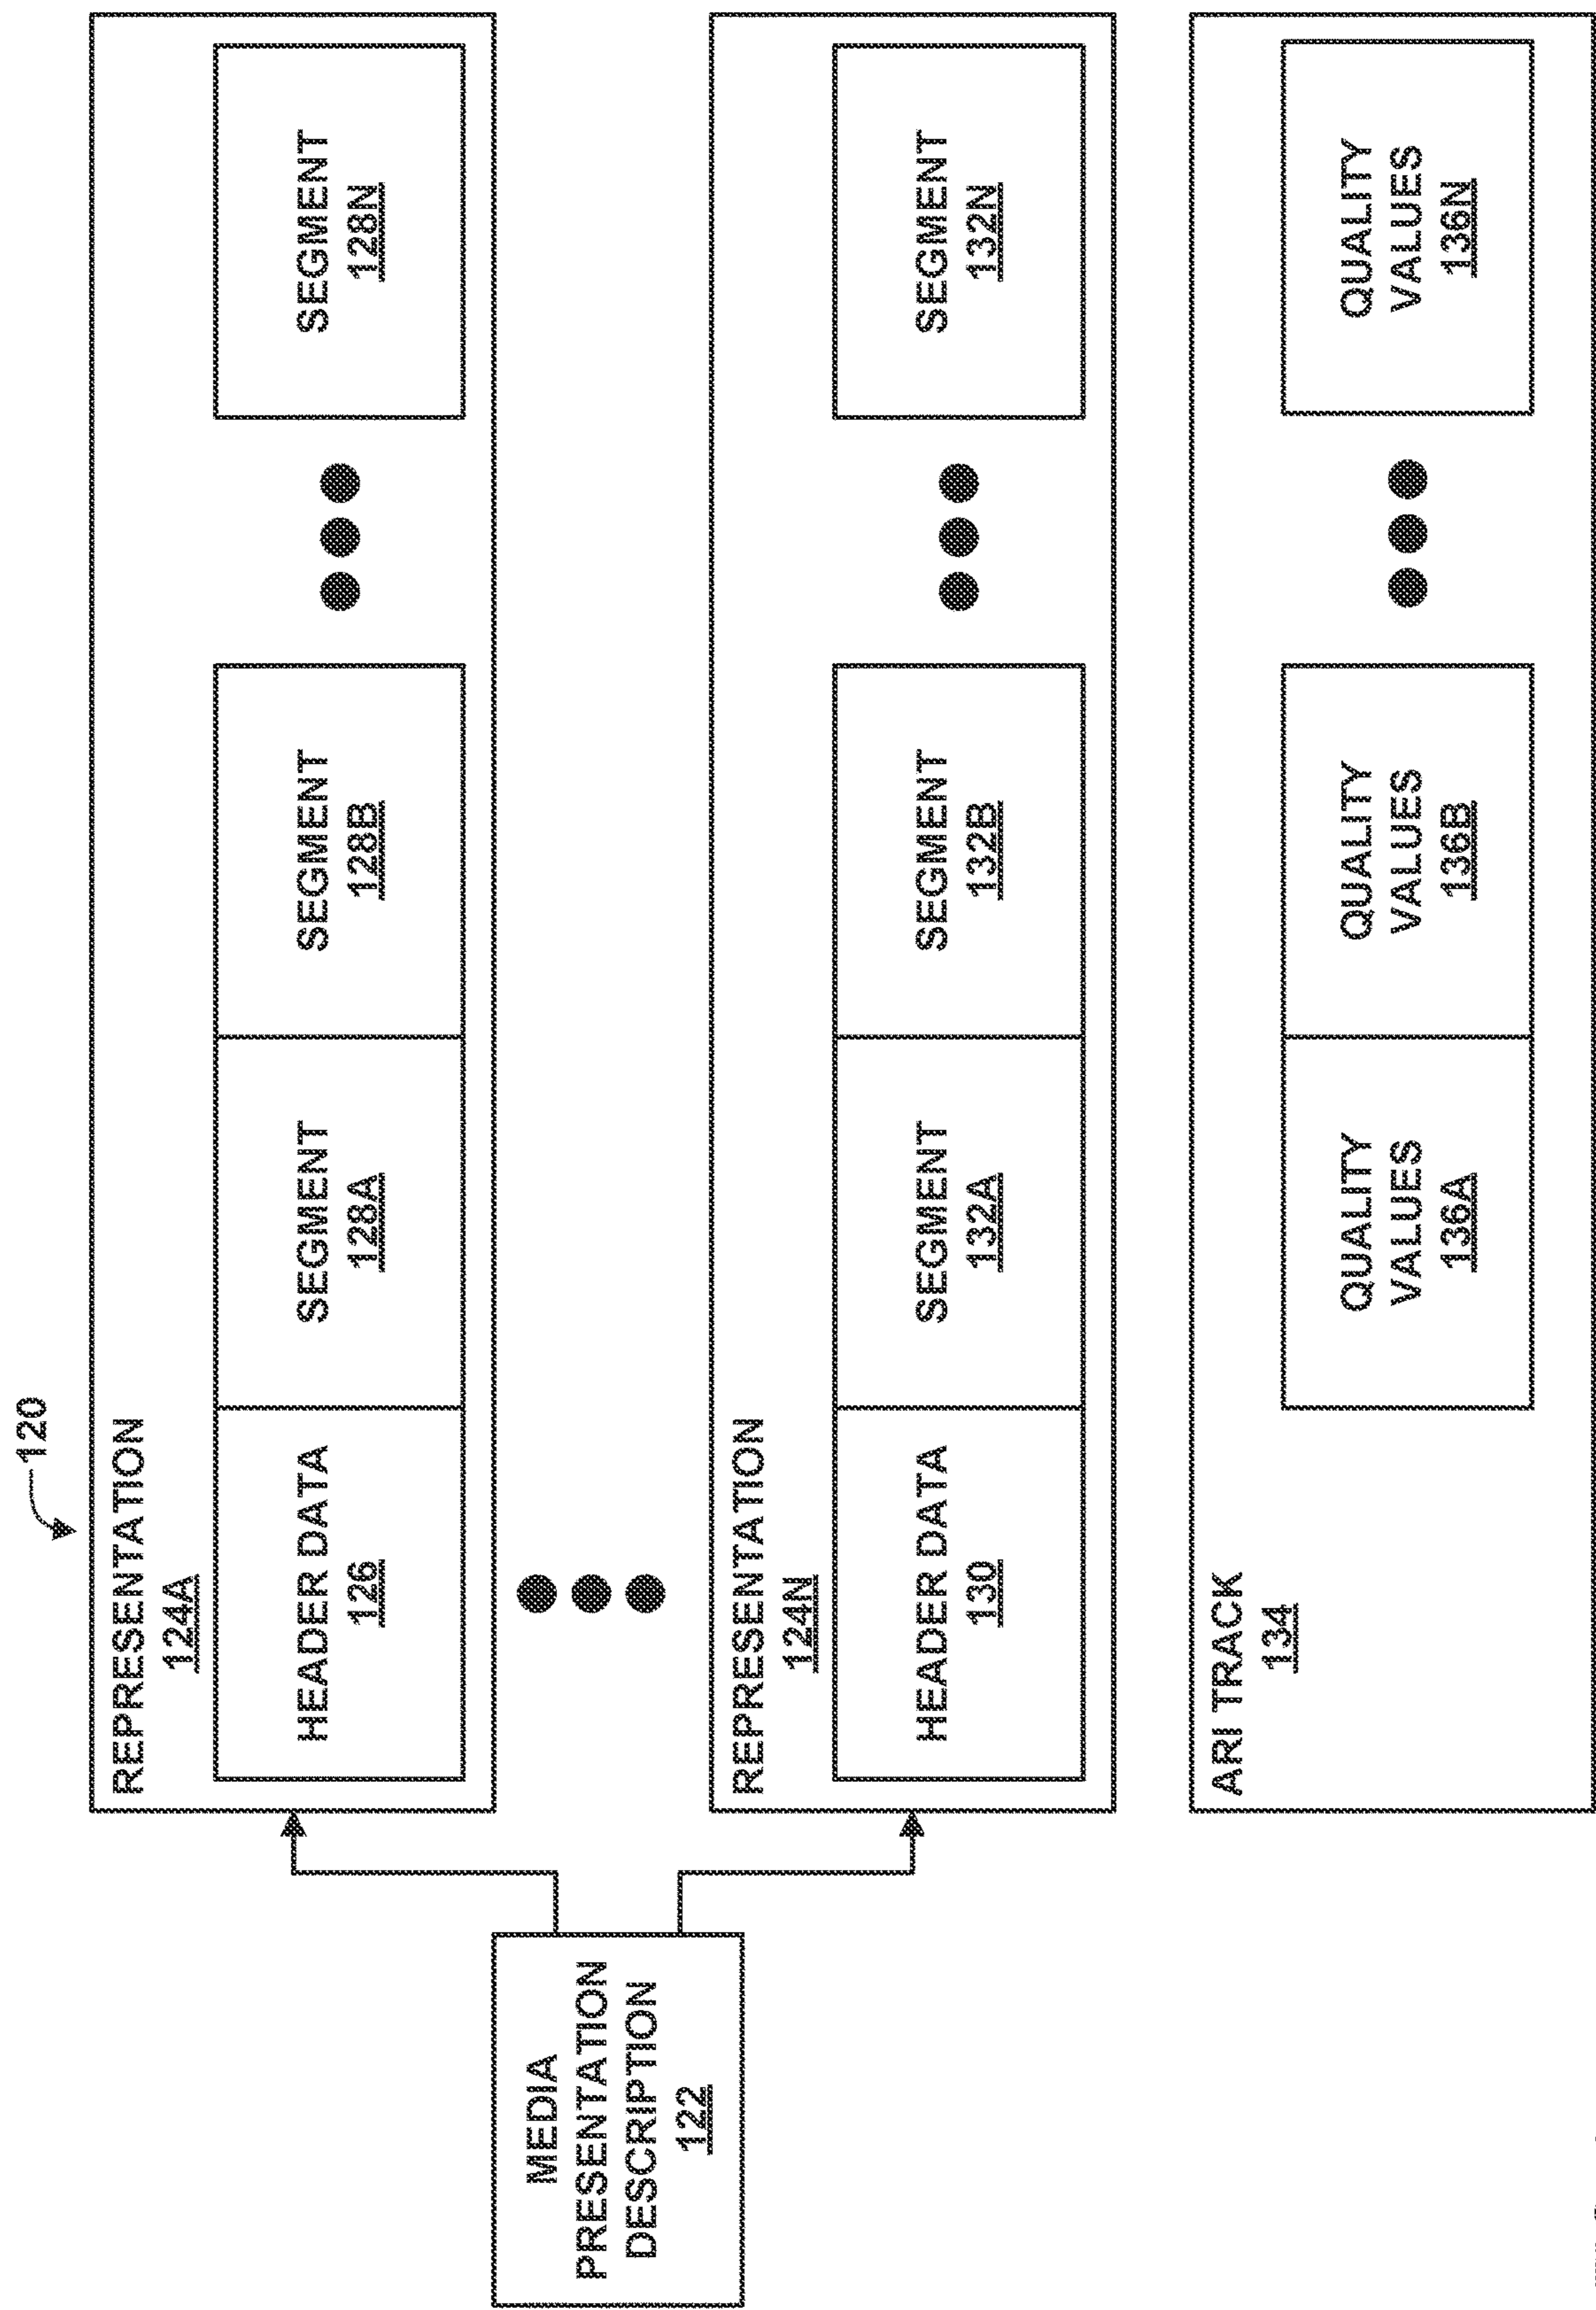 120
REPRESENTATION
124A
HEADER DATA
126
SEGMENT
128A
SEGMENT
128B
SEGMENT
128N
MEDIA
PRESENTATION
DESCRIPTION
122
REPRESENTATION
124N
HEADER DATA
130
SEGMENT
132A
SEGMENT
132B
SEGMENT
132N
ARI TRACK
134
QUALITY
VALUES
136A
QUALITY
VALUES
136B
QUALITY
VALUES
136N